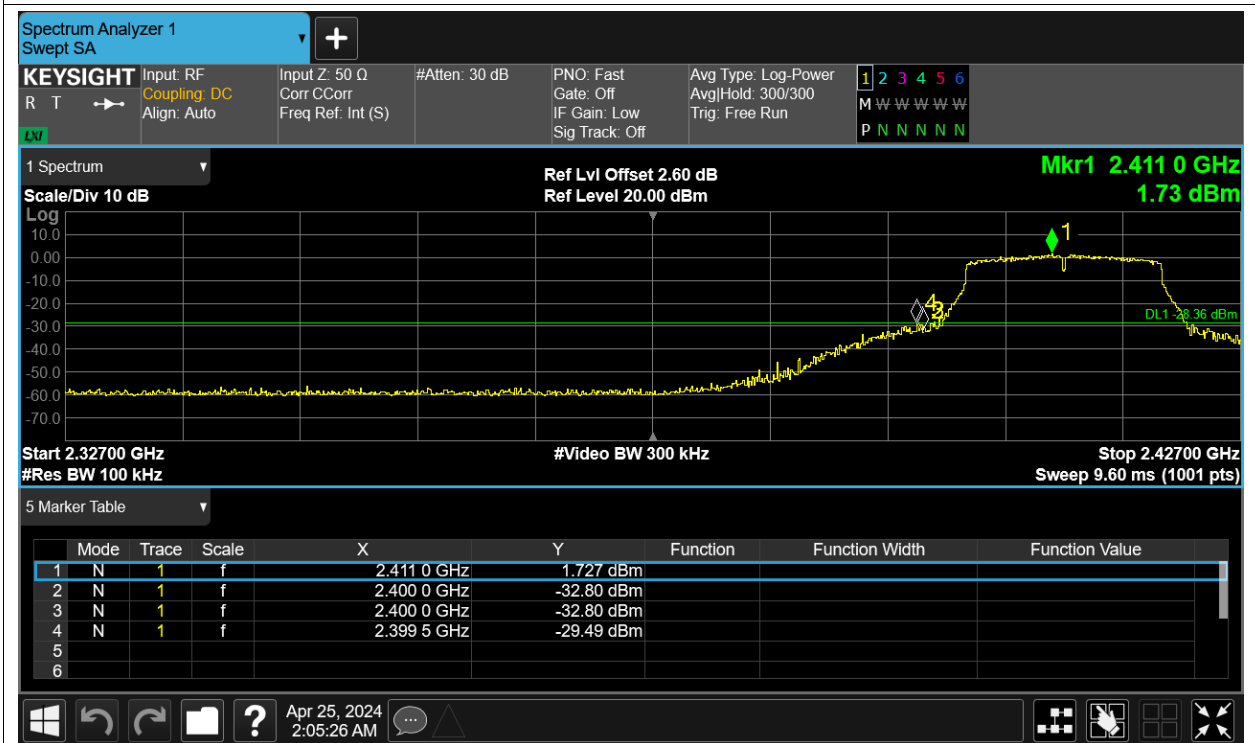 Spectrum Analyzer 1
Swept SA
+
KEYSIGHT Input: RF Input Z: 50 Ω #Atten: 30 dB PNO: Fast Avg Type: Log-Power 1 2 3 4 5 6
R T Coupling: DC Corr CCorr Gate: Off Avg|Hold: 300/300 M W W W W W W
Align: Auto Freq Ref: Int (S) IF Gain: Low Trig: Free Run
LXI Sig Track: Off P N N N N N N
1 Spectrum Ref Lvl Offset 2.60 dB Mkr1 2.411 0 GHz
Scale/Div 10 dB Ref Level 20.00 dBm 1.73 dBm
Log
10.0
1
0.00
-10.0
-20.0
4
3
DL1 -28.36 dBm
-30.0
-40.0
-50.0
-60.0
-70.0
Start 2.32700 GHz #Video BW 300 kHz Stop 2.42700 GHz
#Res BW 100 kHz Sweep 9.60 ms (1001 pts)
5 Marker Table
Mode Trace Scale X Y Function Function Width Function Value
1 N 1 f 2.411 0 GHz 1.727 dBm
2 N 1 f 2.400 0 GHz -32.80 dBm
3 N 1 f 2.400 0 GHz -32.80 dBm
4 N 1 f 2.399 5 GHz -29.49 dBm
5
6
? Apr 25, 2024
2:05:26 AM